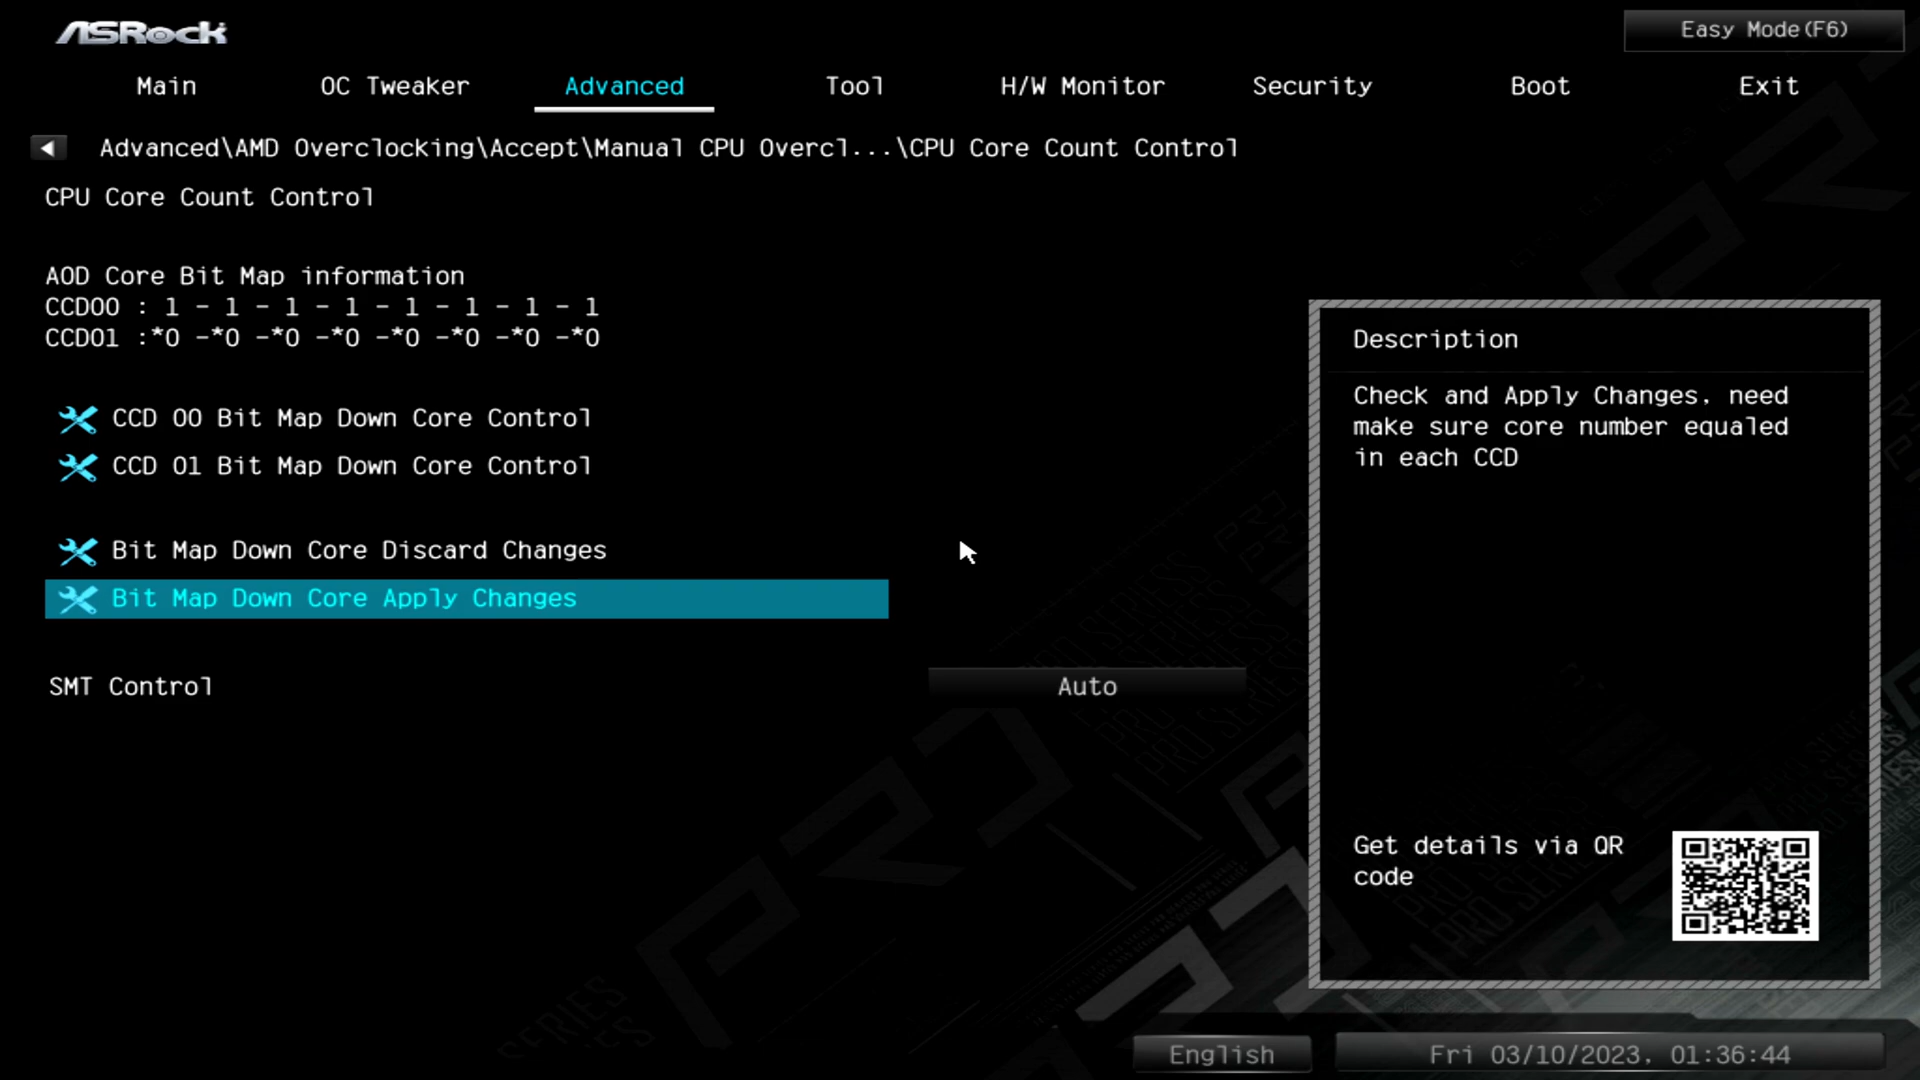 ASRock
Easy Mode(F6)
Main OC Tweaker Advanced Tool H/W Monitor Security Boot Exit
Advanced\AMD Overclocking\Accept\Manual CPU Overcl...\CPU Core Count Control
CPU Core Count Control
AOD Core Bit Map information
CCD00 : 1 - 1 - 1 - 1 - 1 - 1 - 1 - 1
CCD01 :*0 -*0 -*0 -*0 -*0 -*0 -*0 -*0
CCD 00 Bit Map Down Core Control
CCD 01 Bit Map Down Core Control
Bit Map Down Core Discard Changes
Bit Map Down Core Apply Changes
SMT Control Auto
Description
Check and Apply Changes, need
make sure core number equaled
in each CCD
Get details via QR
code
English
Fri 03/10/2023, 01:36:44